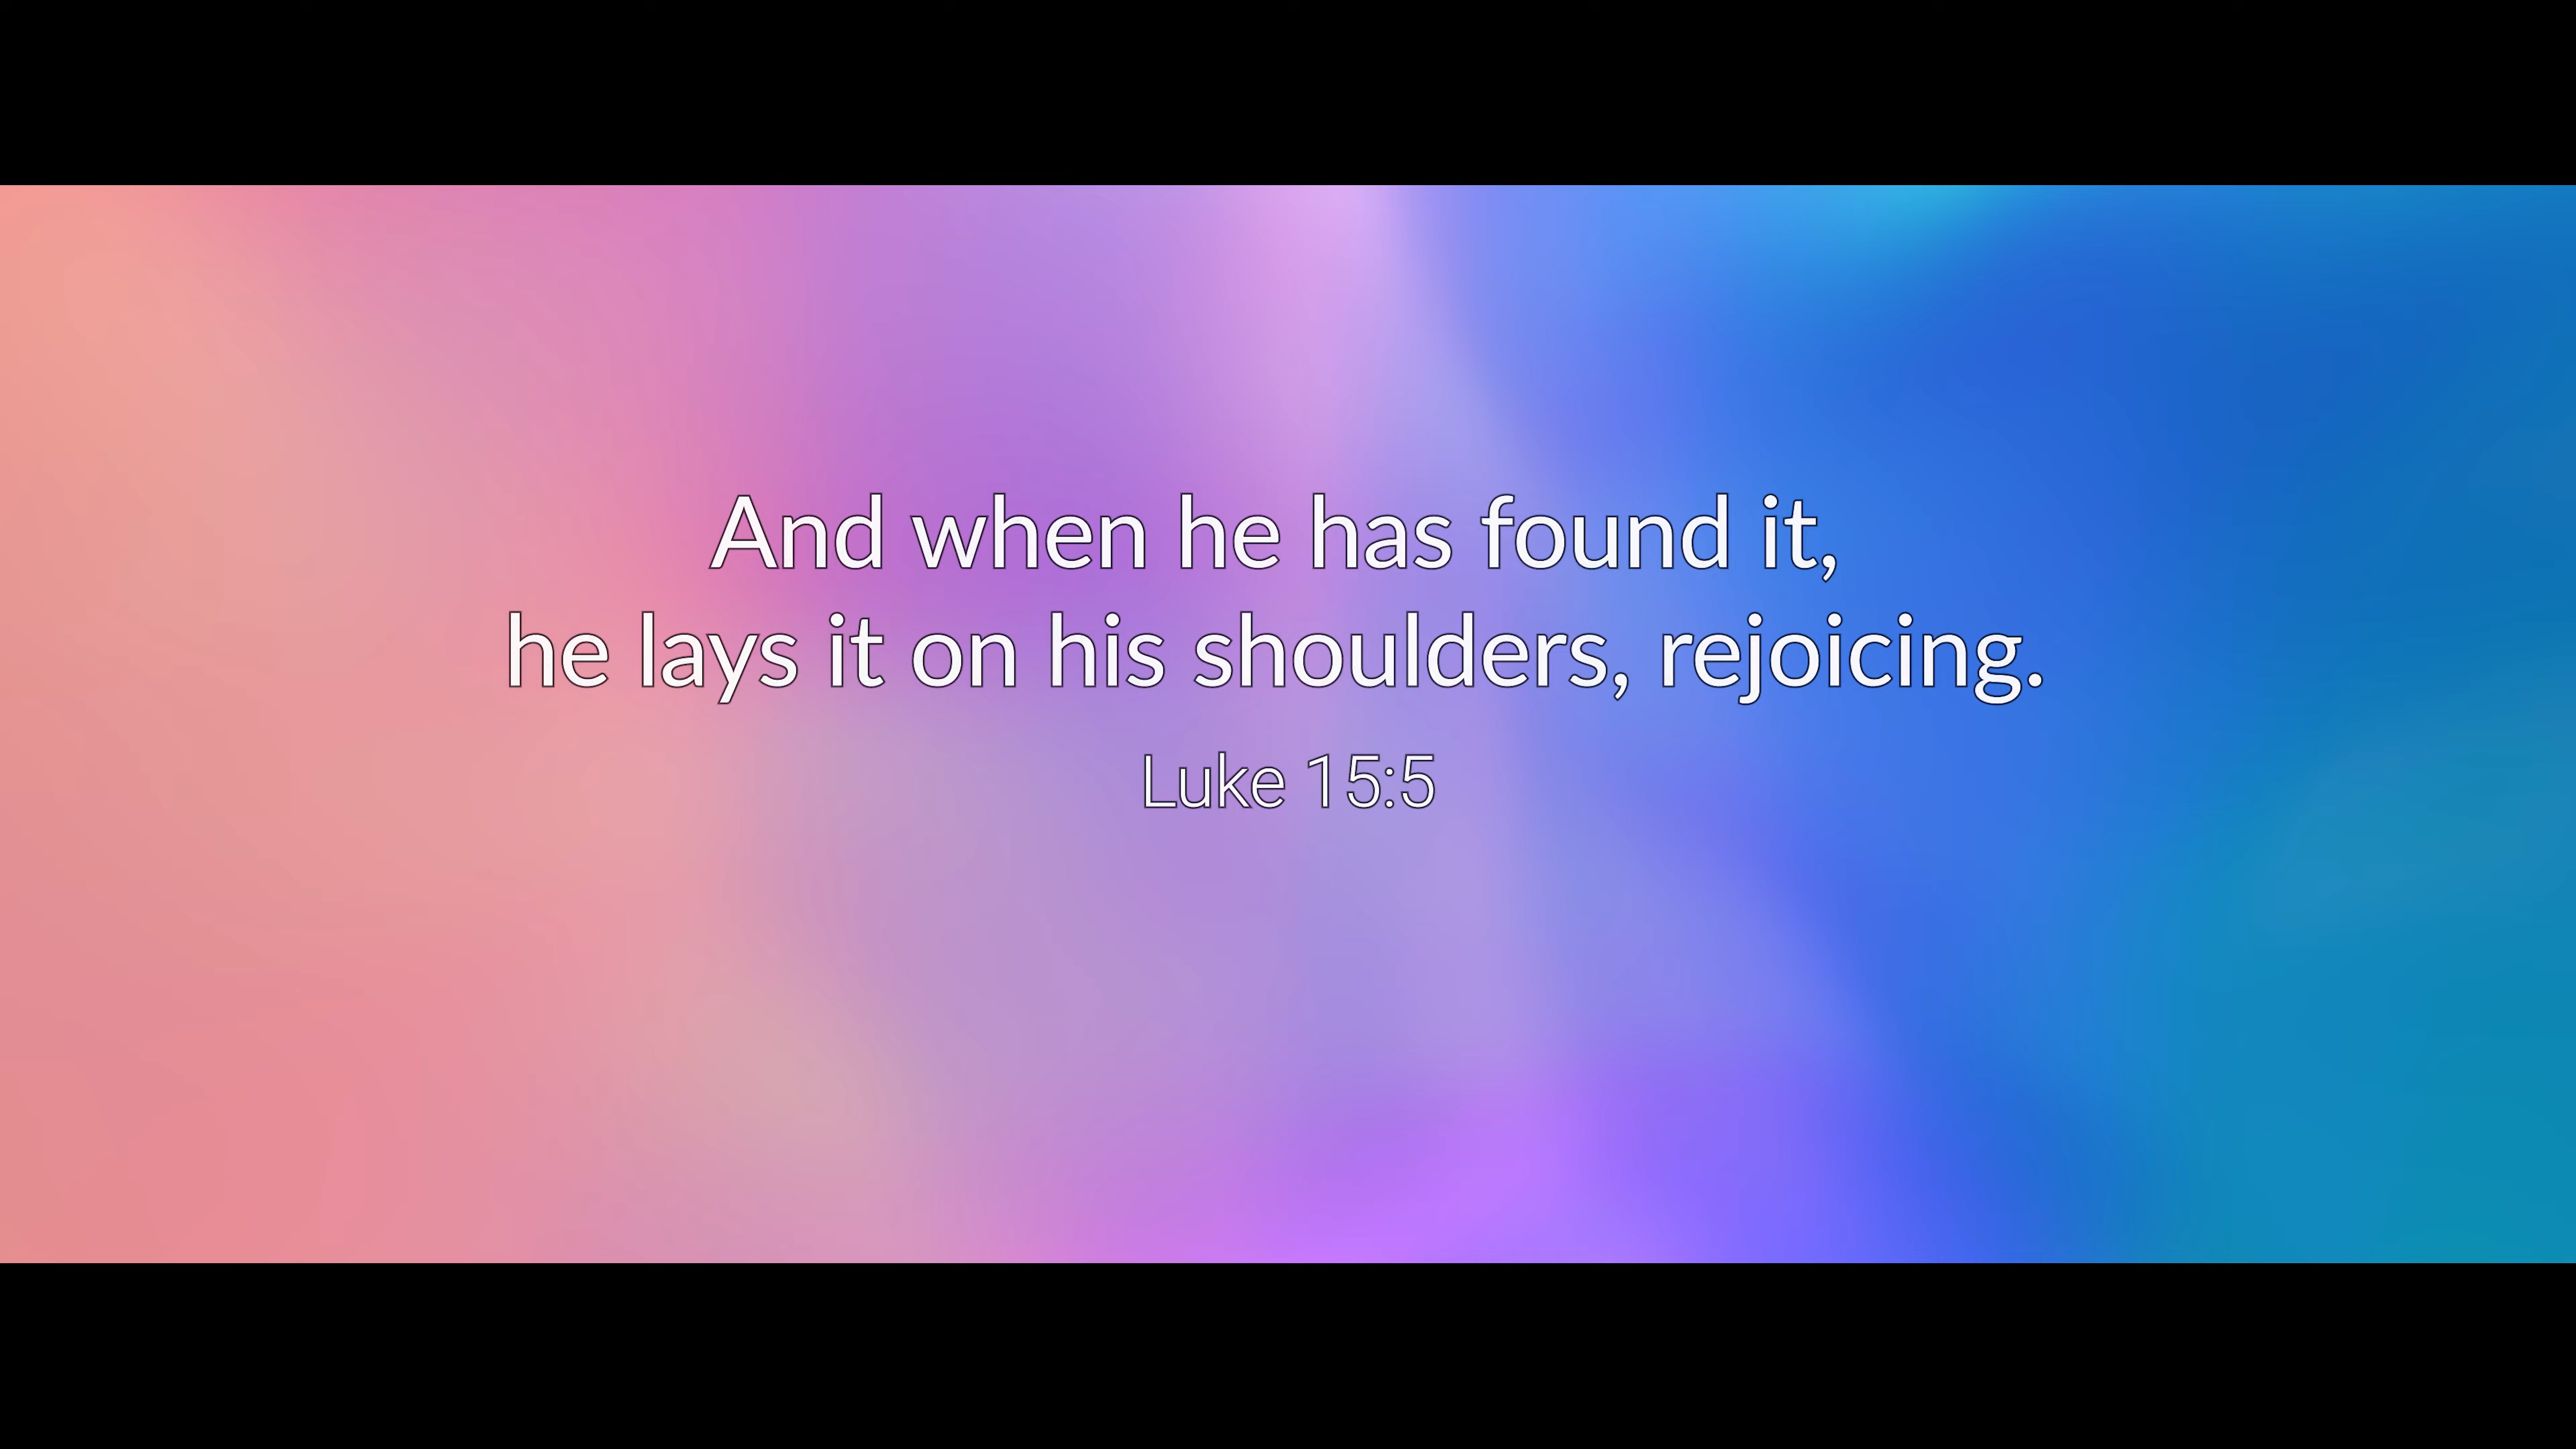 And when he has found it,
he lays it on his shoulders, rejoicing.
Luke 15:5